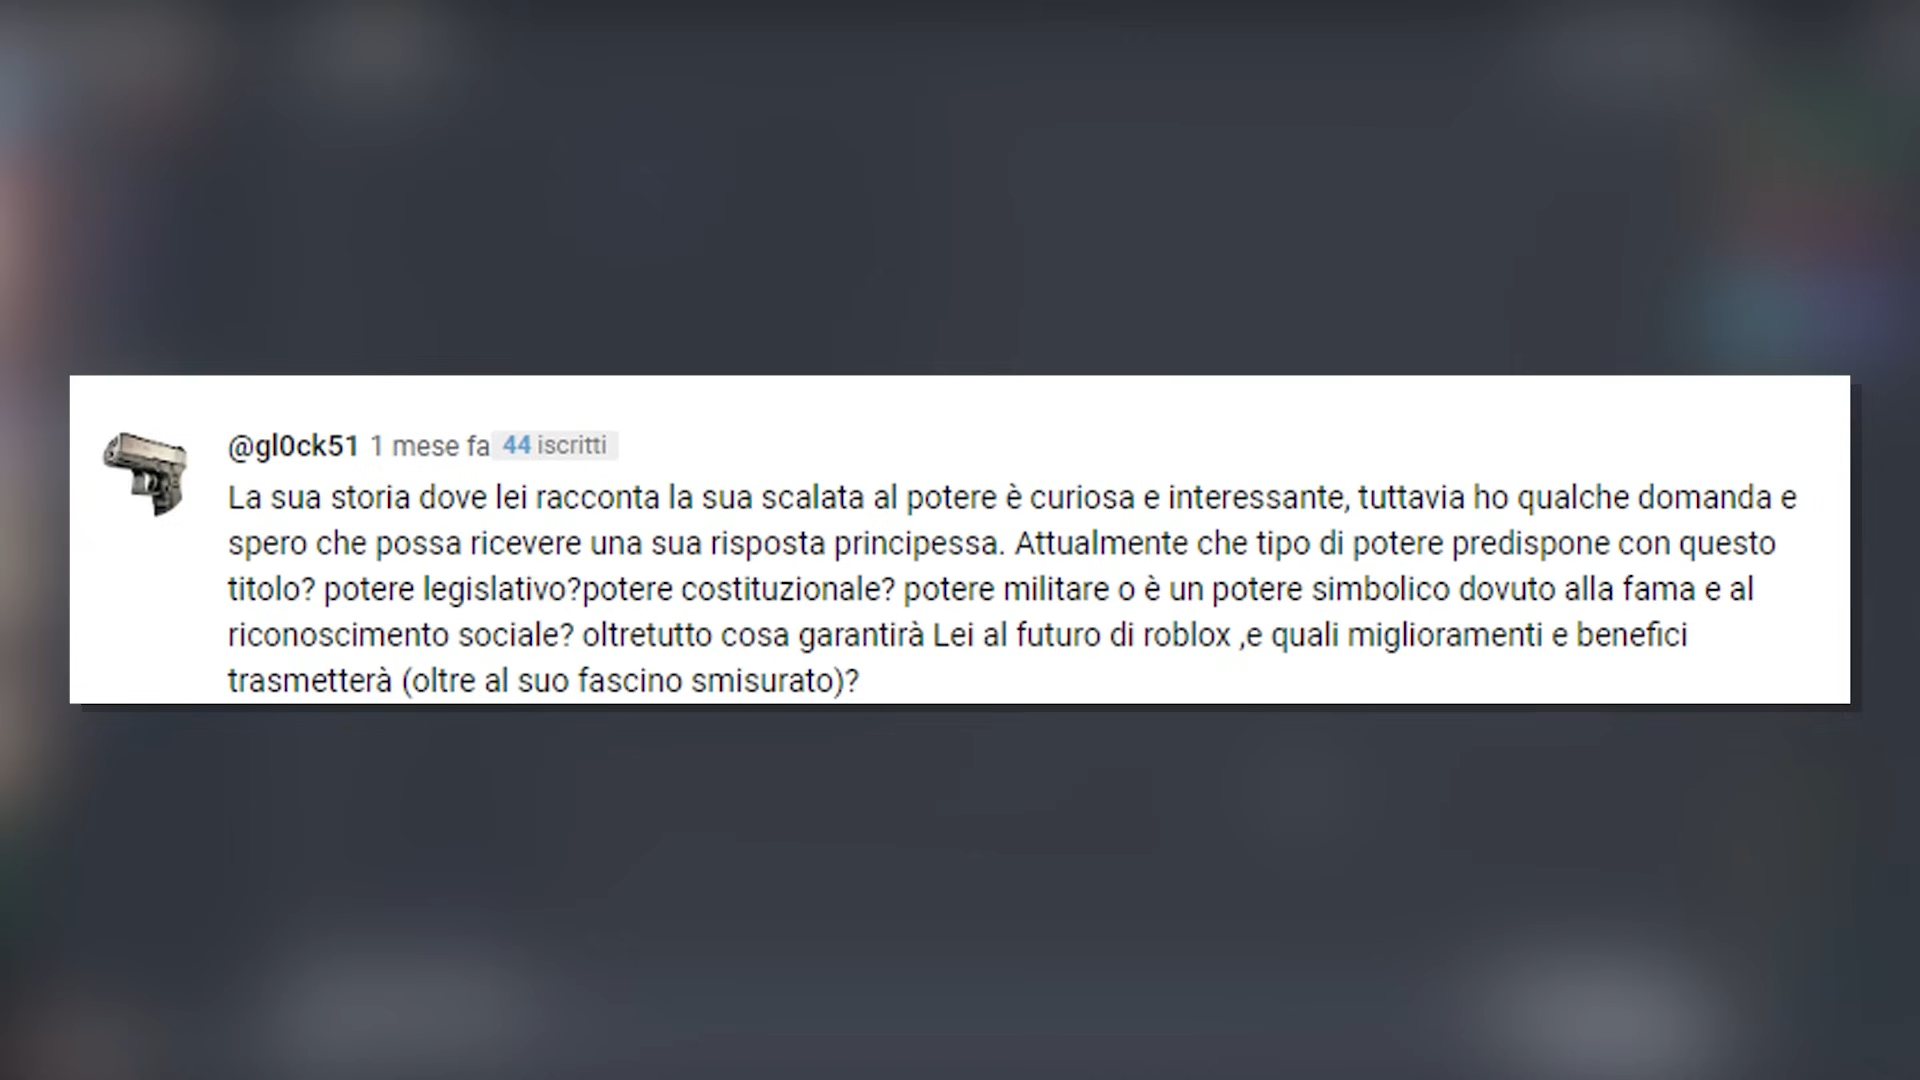 @gl0ck51 1 mese fa 44 iscritti
La sua storia dove lei racconta la sua scalata al potere è curiosa e interessante, tuttavia ho qualche domanda e
spero che possa ricevere una sua risposta principessa. Attualmente che tipo di potere predispone con questo
titolo? potere legislativo?potere costituzionale? potere militare o è un potere simbolico dovuto alla fama e al
riconoscimento sociale? oltretutto cosa garantirà Lei al futuro di roblox ,e quali miglioramenti e benefici
trasmetterà (oltre al suo fascino smisurato)?